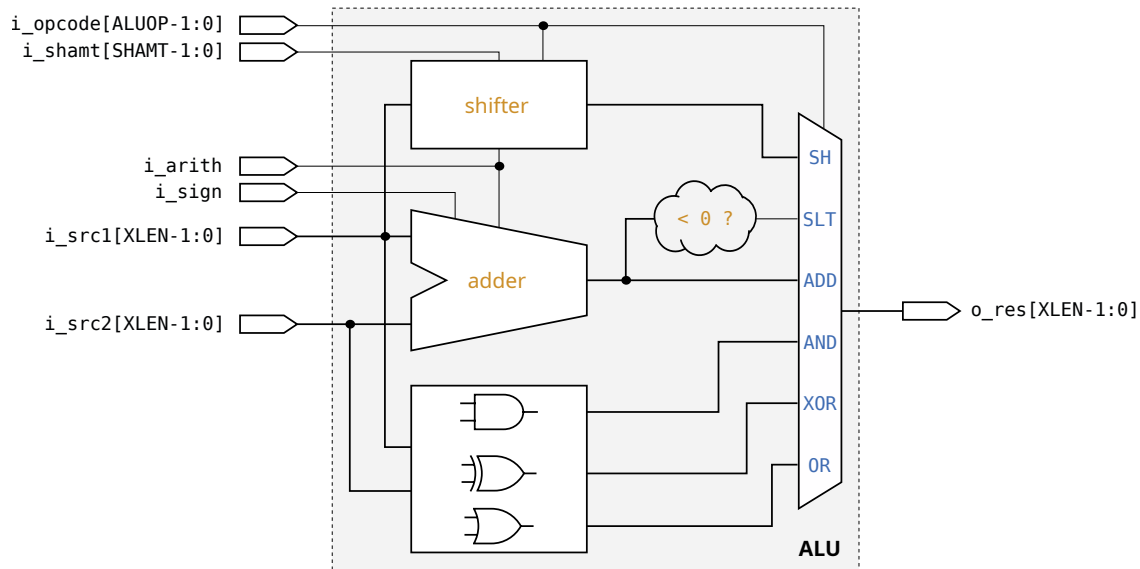 i_opcode[ALUOP-1:0]
i_shamt[SHAMT-1:0]
shifter
i_arith
SH
i_sign
< 0 ?
SLT
i_src1[XLEN-1:0]
adder
ADD
i_src2[XLEN-1:0]
o_res[XLEN-1:0]
AND
XOR
OR
ALU